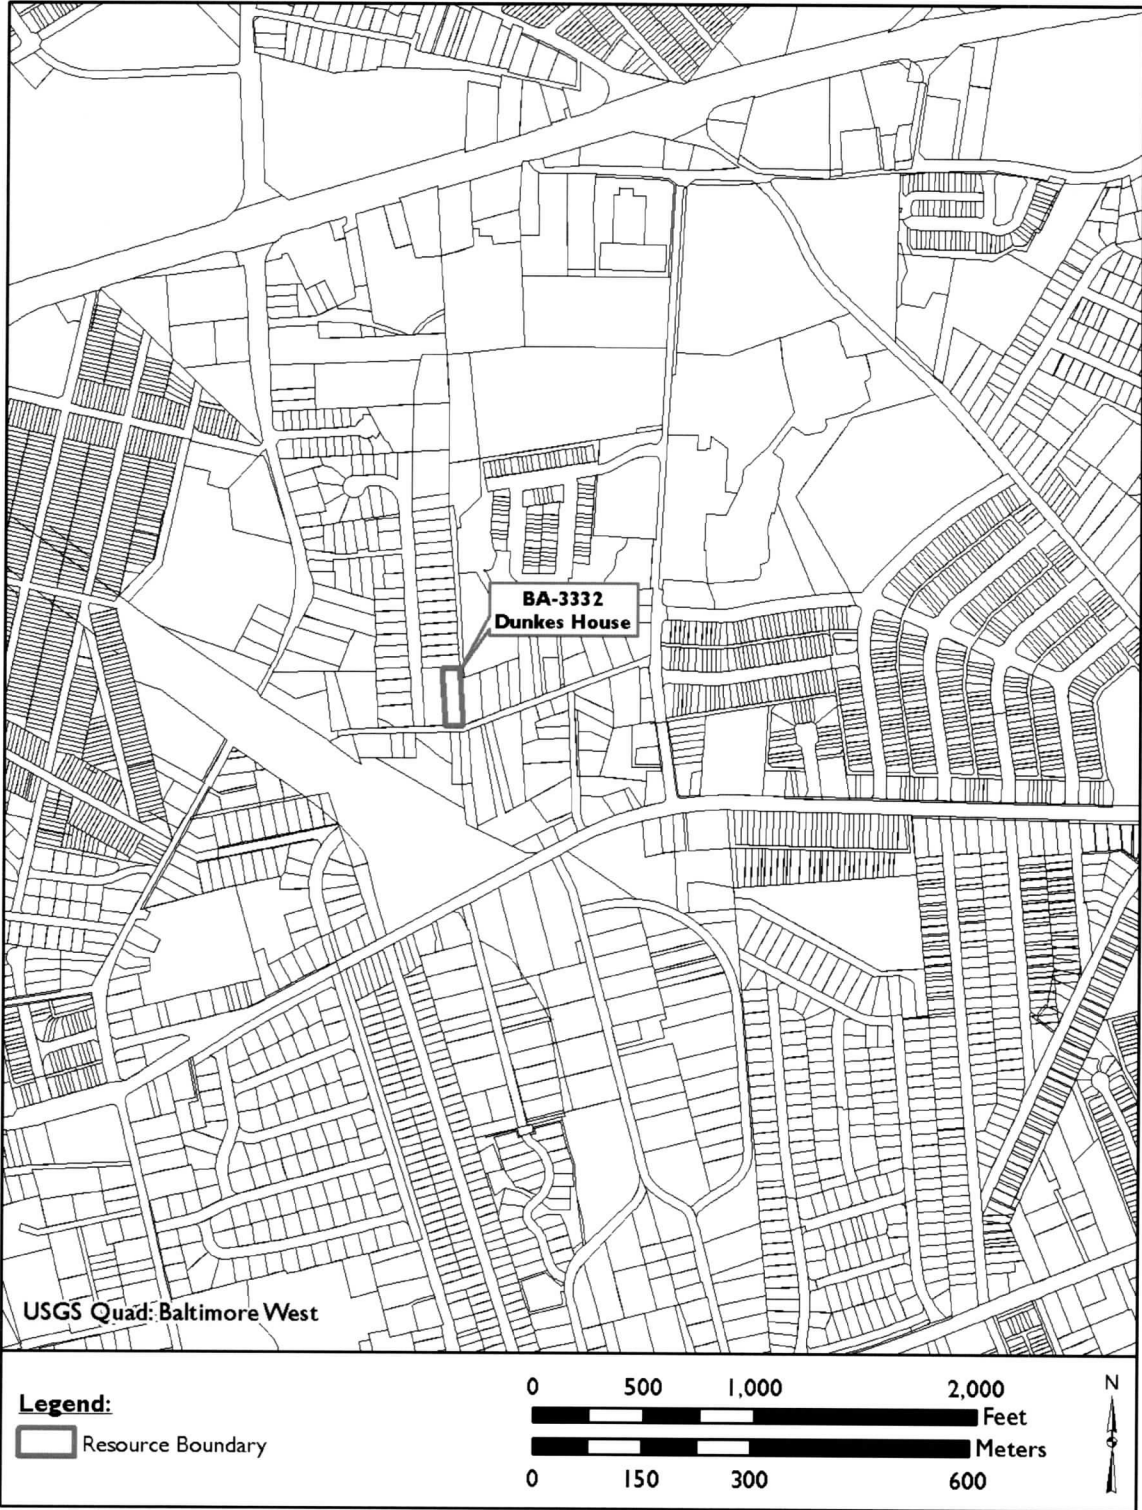 BA-3332
Dunkes House
USGS Quad: Baltimore West
Legend:
Resource Boundary
0 500 1,000 2,000
Feet
Meters
0 150 300 600
N